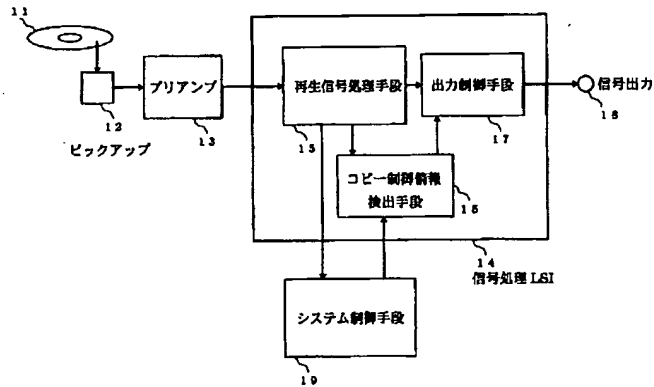 11
12
ピックアップ
プリアンプ
13
再生信号処理手段
15
出力制御手段
17
信号出力
18
コピー制御情報
検出手段
16
14
信号処理LSI
システム制御手段
19